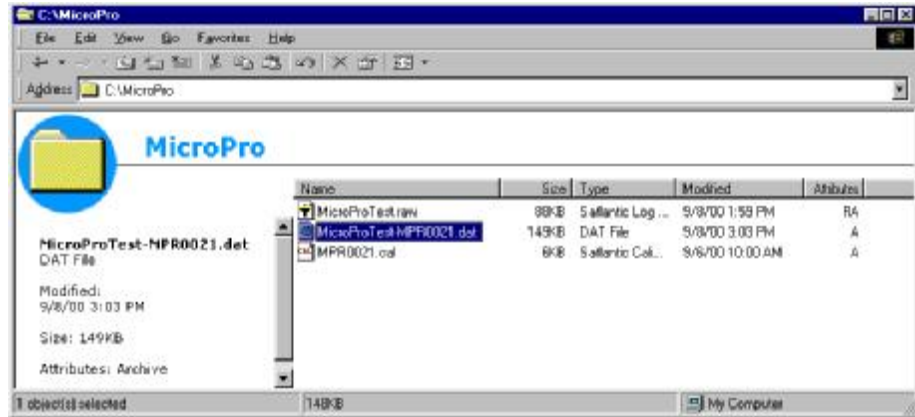 C:\MicroPro
File Edit View Go Favorites Help
Address C:\MicroPro
MicroPro
Name Size Type Modified Attributes
MicroProTest.raw 88KB Satlantic Log ... 9/8/00 1:59 PM RA
MicroProTest-MPR0021.dat 149KB DAT File 9/8/00 3:03 PM A
MPR0021.cal 6KB Satlantic Cali... 9/6/00 10:00 AM A
MicroProTest-MPR0021.dat
DAT File
Modified:
9/8/00 3:03 PM
Size: 149KB
Attributes: Archive
1 object(s) selected 148KB My Computer